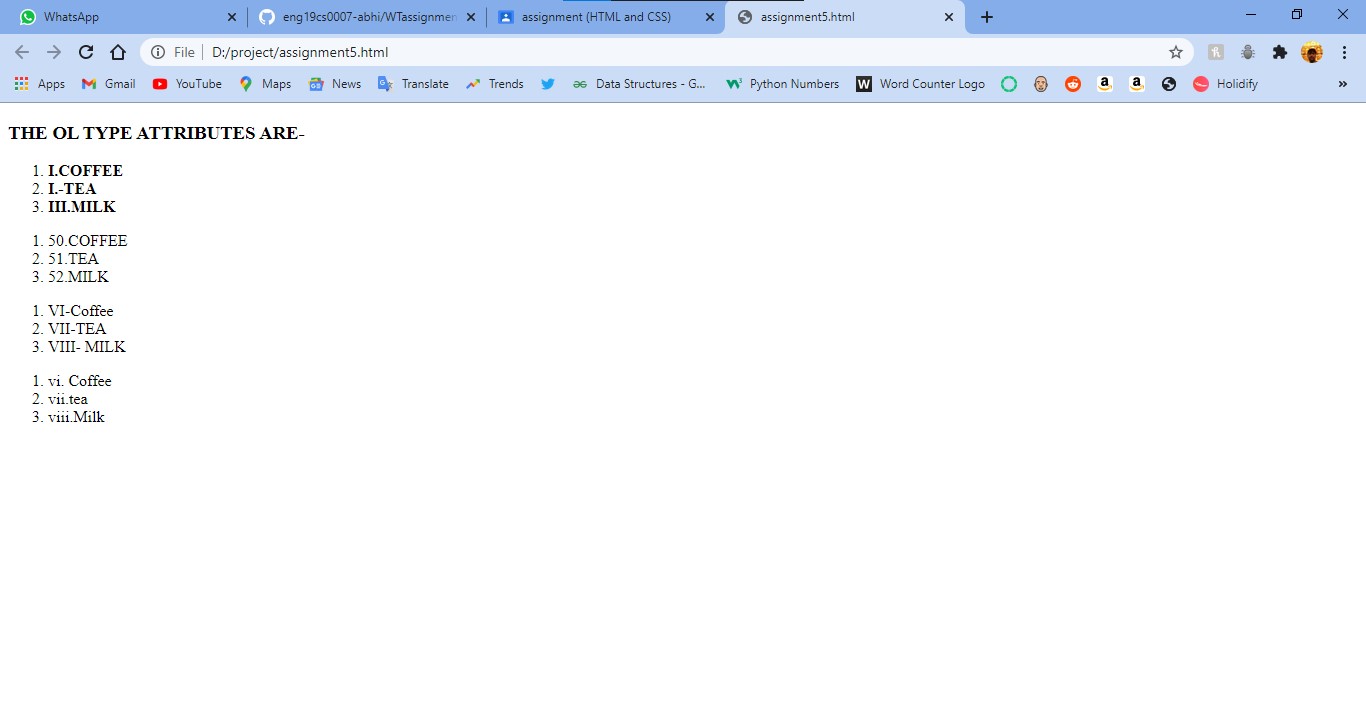 WhatsApp
eng19cs0007-abhi/WTassignmen
assignment (HTML and CSS)
assignment5.html
File
D:/project/assignment5.html
Apps
Gmail
YouTube
Maps
News
Translate
Trends
Data Structures - G...
Python Numbers
W Word Counter Logo
Holidify
THE OL TYPE ATTRIBUTES ARE-
1. I.COFFEE
2. I.-TEA
3. III.MILK
1. 50.COFFEE
2. 51.TEA
3. 52.MILK
1. VI-Coffee
2. VII-TEA
3. VIII- MILK
1. vi. Coffee
2. vii.tea
3. viii.Milk